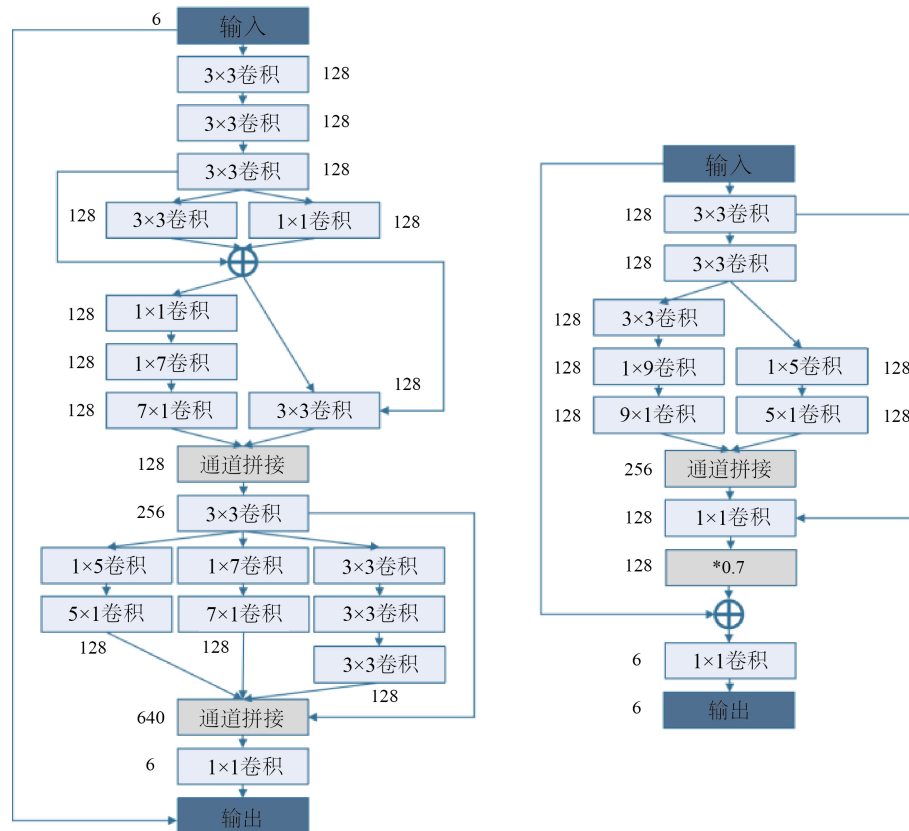 6
输入
3×3卷积 128
3×3卷积 128
3×3卷积 128
128 3×3卷积 1×1卷积 128
128 1×1卷积
128 1×7卷积
128 7×1卷积 3×3卷积 128
128 通道拼接
256 3×3卷积
1×5卷积 1×7卷积 3×3卷积
5×1卷积 7×1卷积 3×3卷积
128 128 3×3卷积
128
640 通道拼接
6 1×1卷积
输出
输入
128 3×3卷积
128 3×3卷积
128 3×3卷积
128 1×9卷积 1×5卷积 128
128 9×1卷积 5×1卷积 128
256 通道拼接
128 1×1卷积
128 *0.7
6 1×1卷积
6 输出